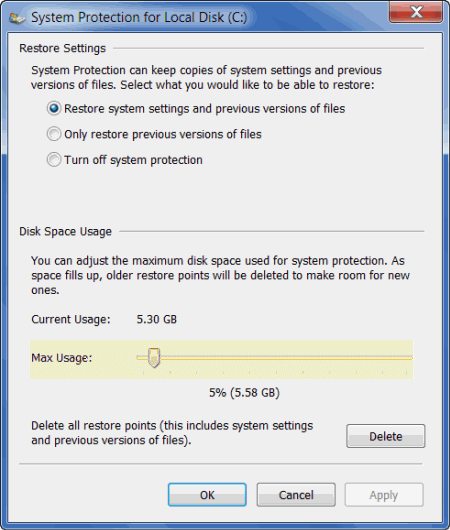 System Protection for Local Disk (C:)
Restore Settings
System Protection can keep copies of system settings and previous
versions of files. Select what you would like to be able to restore:
Restore system settings and previous versions of files
Only restore previous versions of files
Turn off system protection
Disk Space Usage
You can adjust the maximum disk space used for system protection. As
space fills up, older restore points will be deleted to make room for new
ones.
Current Usage: 5.30 GB
Max Usage:
5% (5.58 GB)
Delete all restore points (this includes system settings
and previous versions of files).
Delete
OK Cancel Apply